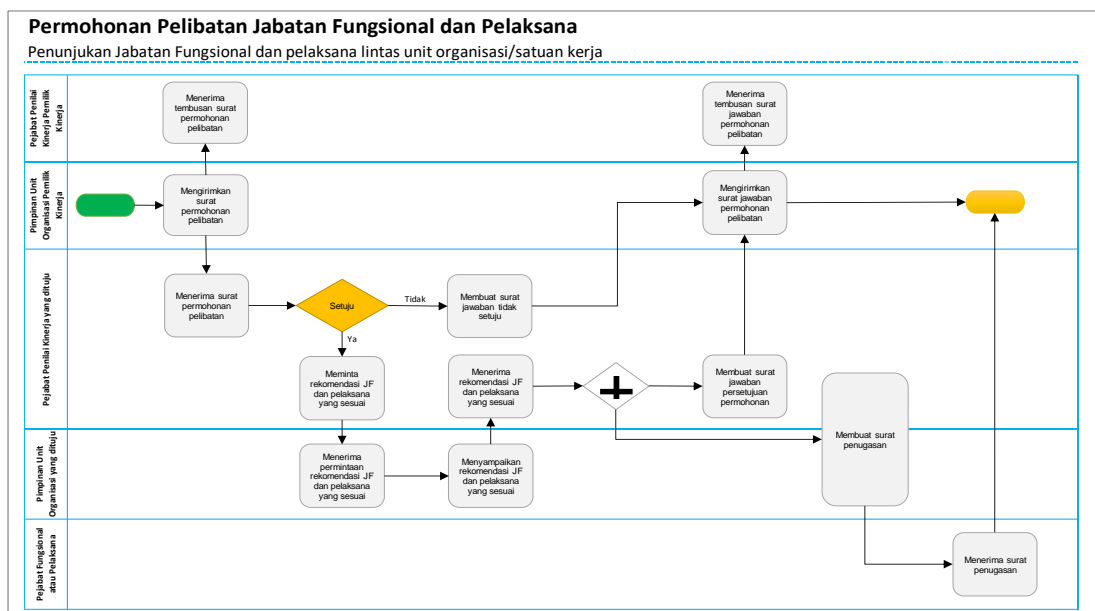 Permohonan Pelibatan Jabatan Fungsional dan Pelaksana
Penunjukan Jabatan Fungsional dan pelaksana lintas unit organisasi/satuan kerja
Pejabat Penilai
Kinerja Pemilik
Kinerja
Menerima
tembusan surat
permohonan
pelibatan
Menerima
tembusan surat
jawaban
permohonan
pelibatan
Pimpinan Unit
Organisasi Pemilik
Kinerja
Mengirimkan
surat
permohonan
pelibatan
Mengirimkan
surat jawaban
permohonan
pelibatan
Pejabat Penilai Kinerja yang dituju
Menerima surat
permohonan
pelibatan
Setuju
Tidak
Ya
Membuat surat
jawaban tidak
setuju
Meminta
rekomendasi JF
dan pelaksana
yang sesuai
Menerima
rekomendasi JF
dan pelaksana
yang sesuai
Membuat surat
jawaban
persetujuan
permohonan
Membuat surat
penugasan
Pimpinan Unit
Organisasi yang dituju
Menerima
permintaan
rekomendasi JF
dan pelaksana
yang sesuai
Menyampaikan
rekomendasi JF
dan pelaksana
yang sesuai
Pejabat Fungsional
atau Pelaksana
Menerima surat
penugasan